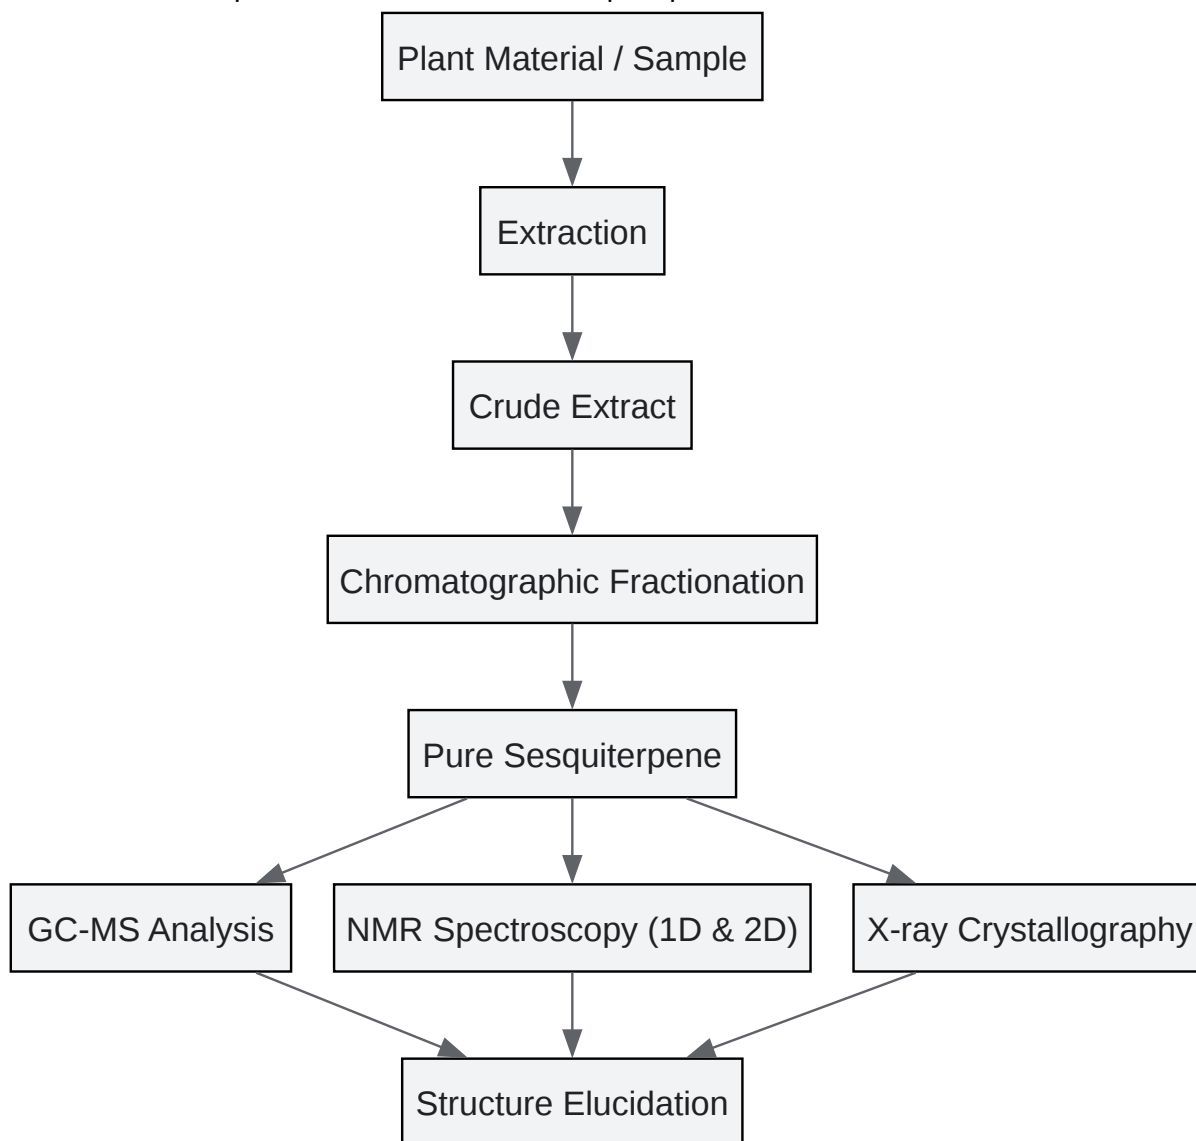 Plant Material / Sample
Extraction
Crude Extract
Chromatographic Fractionation
Pure Sesquiterpene
GC-MS Analysis
NMR Spectroscopy (1D & 2D)
X-ray Crystallography
Structure Elucidation